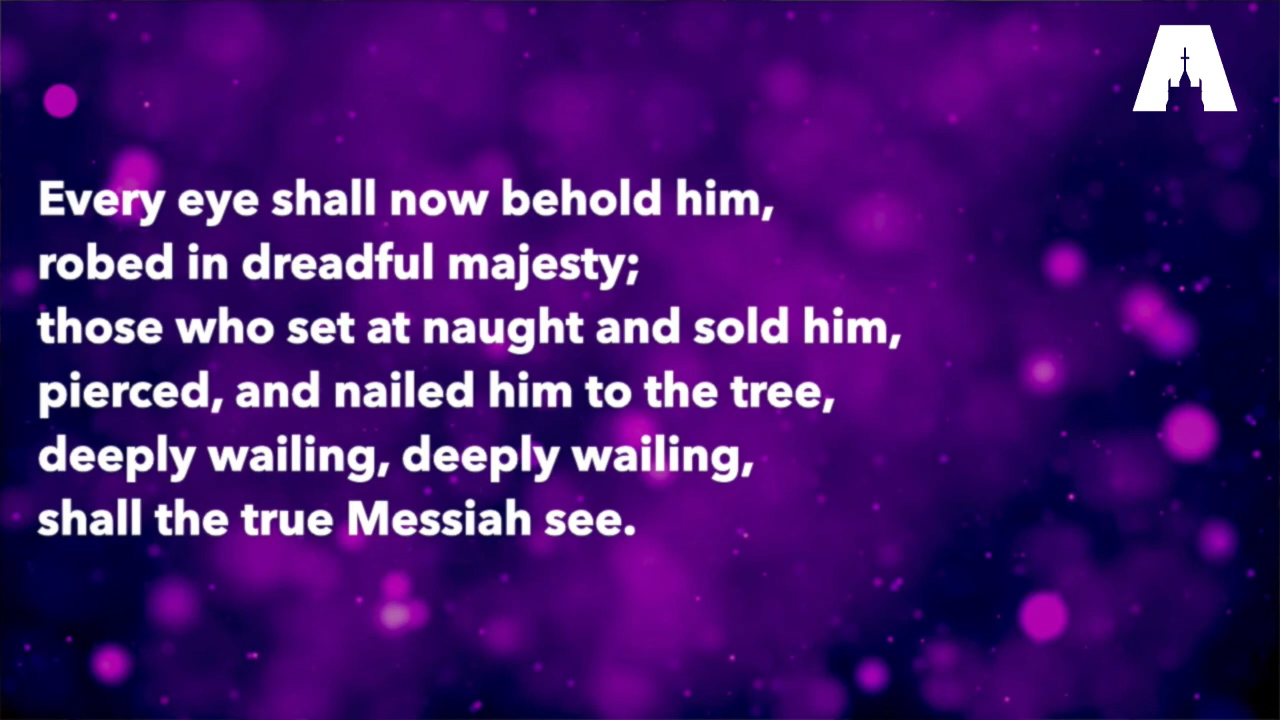 Every eye shall now behold him,
robed in dreadful majesty;
those who set at naught and sold him,
pierced, and nailed him to the tree,
deeply wailing, deeply wailing,
shall the true Messiah see.